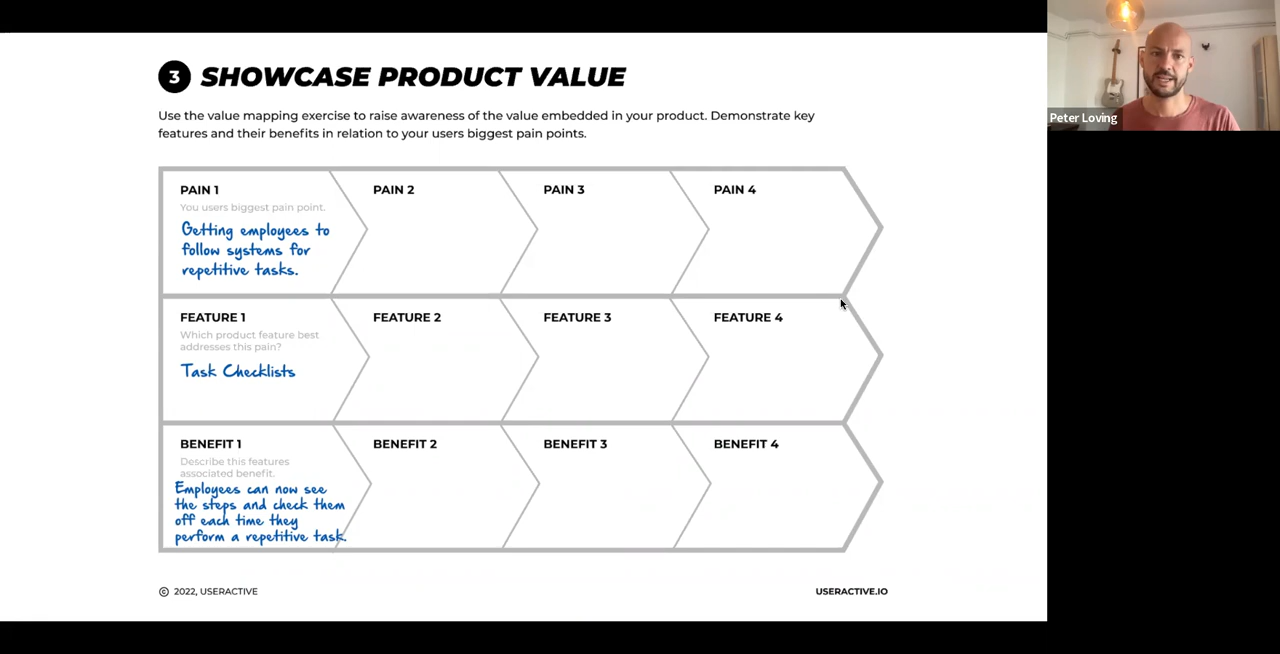 3 SHOWCASE PRODUCT VALUE
Use the value mapping exercise to raise awareness of the value embedded in your product. Demonstrate key
features and their benefits in relation to your users biggest pain points.
PAIN 1
You users biggest pain point.
Getting employees to
follow systems for
repetitive tasks.
PAIN 2
PAIN 3
PAIN 4
FEATURE 1
Which product feature best
addresses this pain?
Task Checklists
FEATURE 2
FEATURE 3
FEATURE 4
BENEFIT 1
Describe this features
associated benefit.
Employees can now see
the steps and check them
off each time they
perform a repetitive task.
BENEFIT 2
BENEFIT 3
BENEFIT 4
© 2022, USERACTIVE
USERACTIVE.IO
Peter Loving